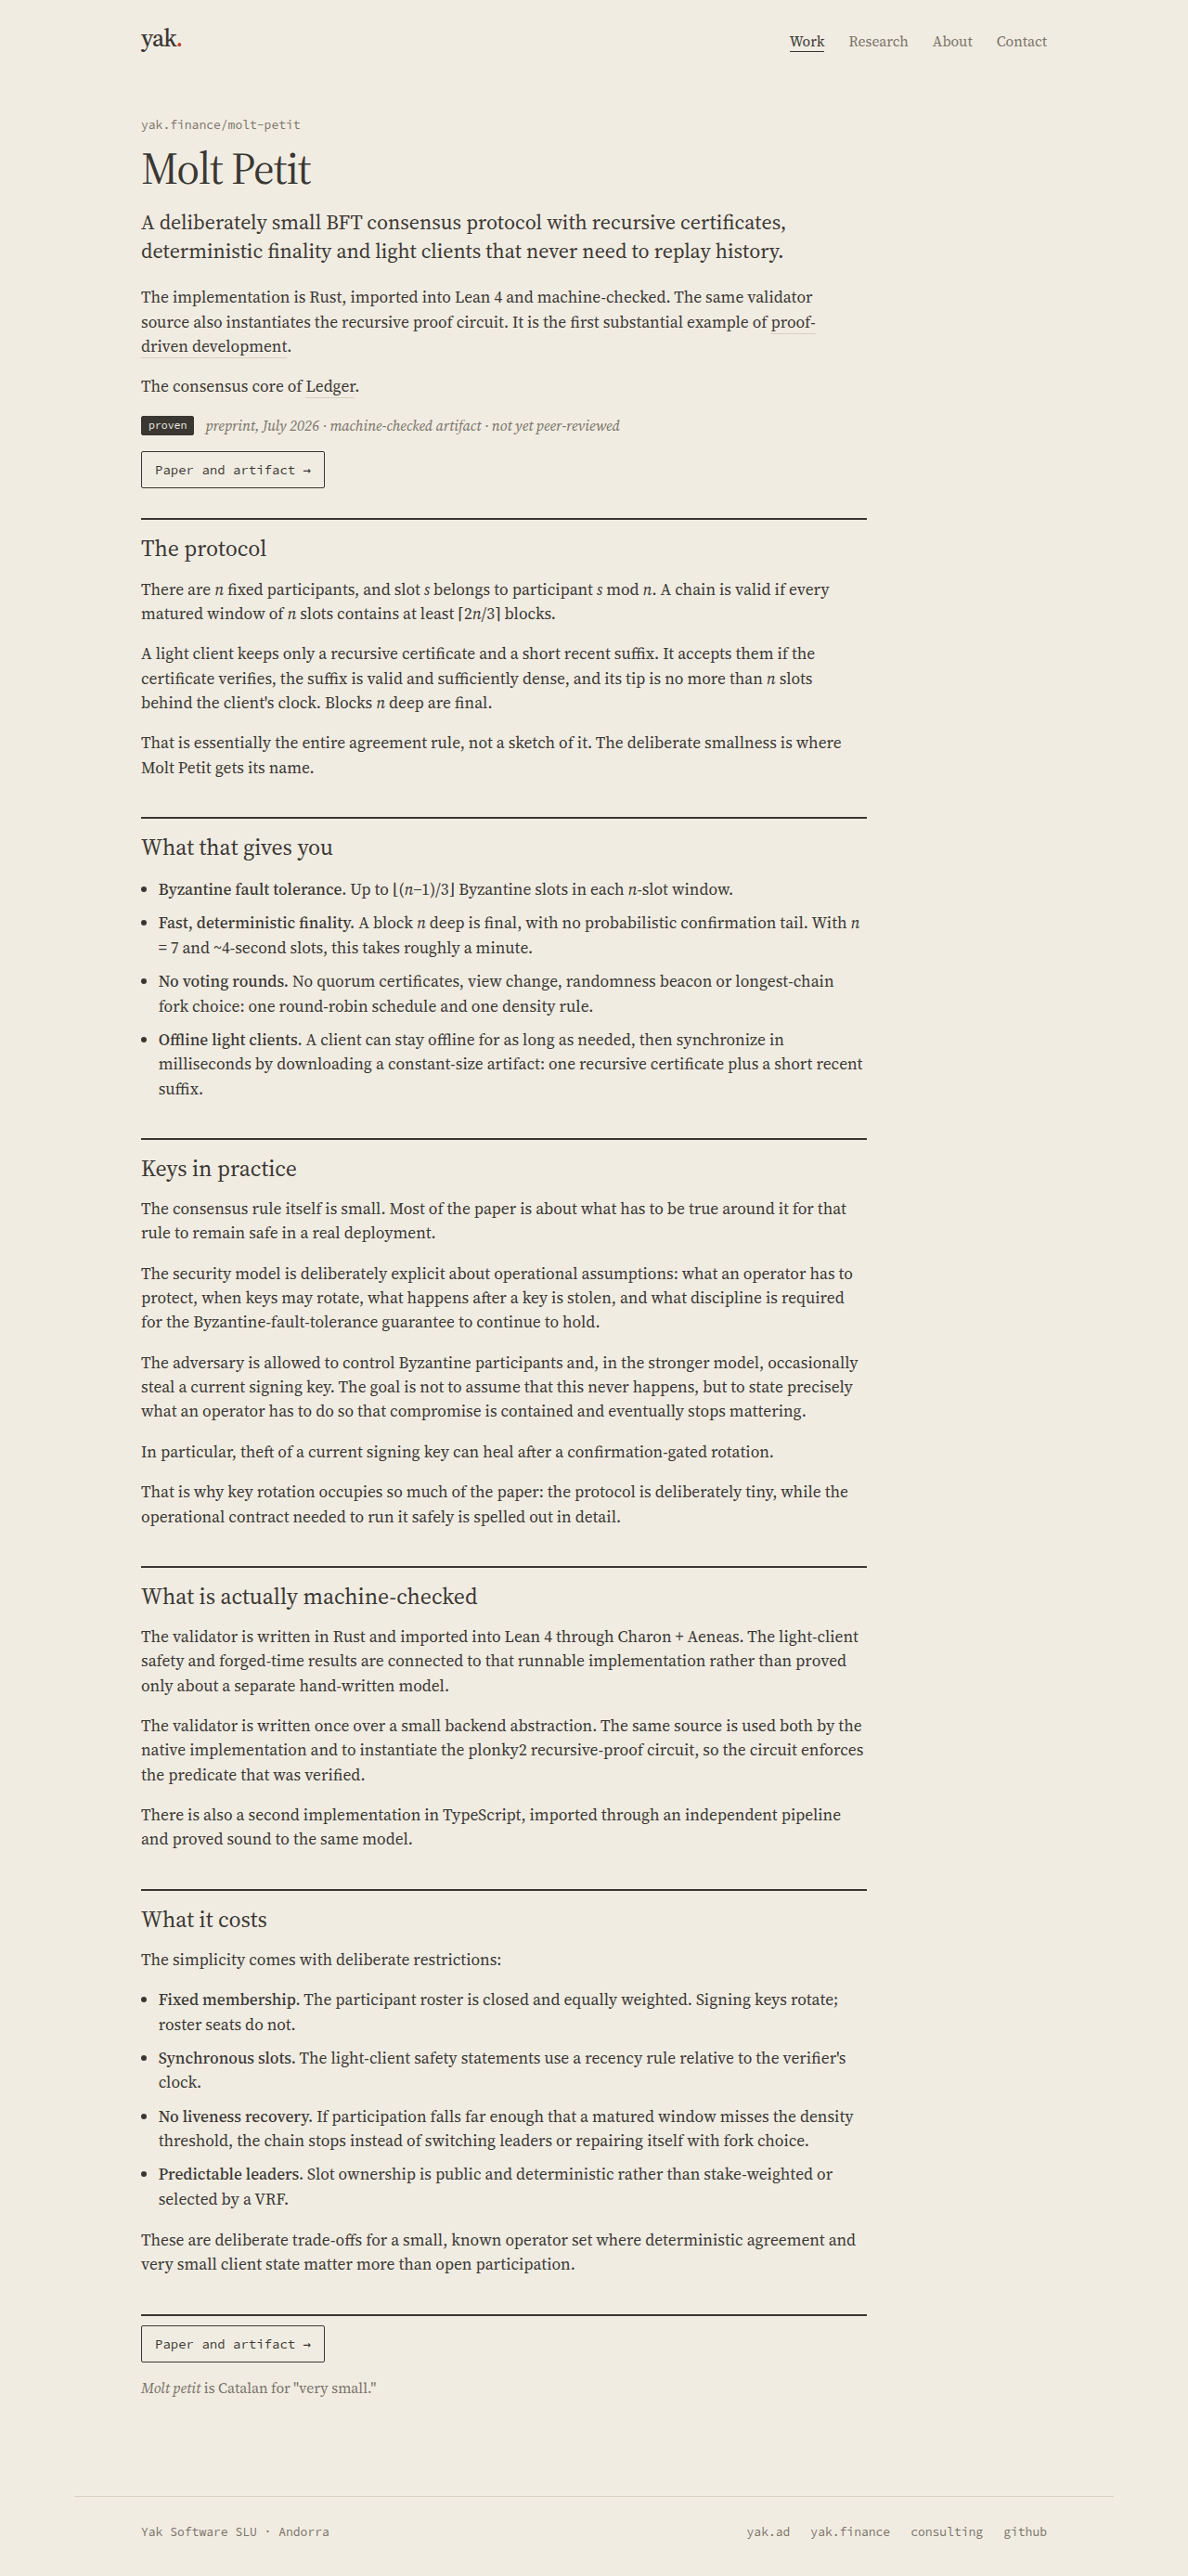 yak.
Work Research About Contact
yak.finance/molt-petit
Molt Petit
A deliberately small BFT consensus protocol with recursive certificates,
deterministic finality and light clients that never need to replay history.
The implementation is Rust, imported into Lean 4 and machine-checked. The same validator
source also instantiates the recursive proof circuit. It is the first substantial example of proof-
driven development.
The consensus core of Ledger.
proven preprint, July 2026 · machine-checked artifact · not yet peer-reviewed
Paper and artifact →
The protocol
There are n fixed participants, and slot s belongs to participant s mod n. A chain is valid if every
matured window of n slots contains at least ⌈2n/3⌉ blocks.
A light client keeps only a recursive certificate and a short recent suffix. It accepts them if the
certificate verifies, the suffix is valid and sufficiently dense, and its tip is no more than n slots
behind the client's clock. Blocks n deep are final.
That is essentially the entire agreement rule, not a sketch of it. The deliberate smallness is where
Molt Petit gets its name.
What that gives you
• Byzantine fault tolerance. Up to ⌊(n−1)/3⌋ Byzantine slots in each n-slot window.
• Fast, deterministic finality. A block n deep is final, with no probabilistic confirmation tail. With n
= 7 and ~4-second slots, this takes roughly a minute.
• No voting rounds. No quorum certificates, view change, randomness beacon or longest-chain
fork choice: one round-robin schedule and one density rule.
• Offline light clients. A client can stay offline for as long as needed, then synchronize in
milliseconds by downloading a constant-size artifact: one recursive certificate plus a short recent
suffix.
Keys in practice
The consensus rule itself is small. Most of the paper is about what has to be true around it for that
rule to remain safe in a real deployment.
The security model is deliberately explicit about operational assumptions: what an operator has to
protect, when keys may rotate, what happens after a key is stolen, and what discipline is required
for the Byzantine-fault-tolerance guarantee to continue to hold.
The adversary is allowed to control Byzantine participants and, in the stronger model, occasionally
steal a current signing key. The goal is not to assume that this never happens, but to state precisely
what an operator has to do so that compromise is contained and eventually stops mattering.
In particular, theft of a current signing key can heal after a confirmation-gated rotation.
That is why key rotation occupies so much of the paper: the protocol is deliberately tiny, while the
operational contract needed to run it safely is spelled out in detail.
What is actually machine-checked
The validator is written in Rust and imported into Lean 4 through Charon + Aeneas. The light-client
safety and forged-time results are connected to that runnable implementation rather than proved
only about a separate hand-written model.
The validator is written once over a small backend abstraction. The same source is used both by the
native implementation and to instantiate the plonky2 recursive-proof circuit, so the circuit enforces
the predicate that was verified.
There is also a second implementation in TypeScript, imported through an independent pipeline
and proved sound to the same model.
What it costs
The simplicity comes with deliberate restrictions:
• Fixed membership. The participant roster is closed and equally weighted. Signing keys rotate;
roster seats do not.
• Synchronous slots. The light-client safety statements use a recency rule relative to the verifier's
clock.
• No liveness recovery. If participation falls far enough that a matured window misses the density
threshold, the chain stops instead of switching leaders or repairing itself with fork choice.
• Predictable leaders. Slot ownership is public and deterministic rather than stake-weighted or
selected by a VRF.
These are deliberate trade-offs for a small, known operator set where deterministic agreement and
very small client state matter more than open participation.
Paper and artifact →
Molt petit is Catalan for "very small."
Yak Software SLU · Andorra
yak.ad yak.finance consulting github